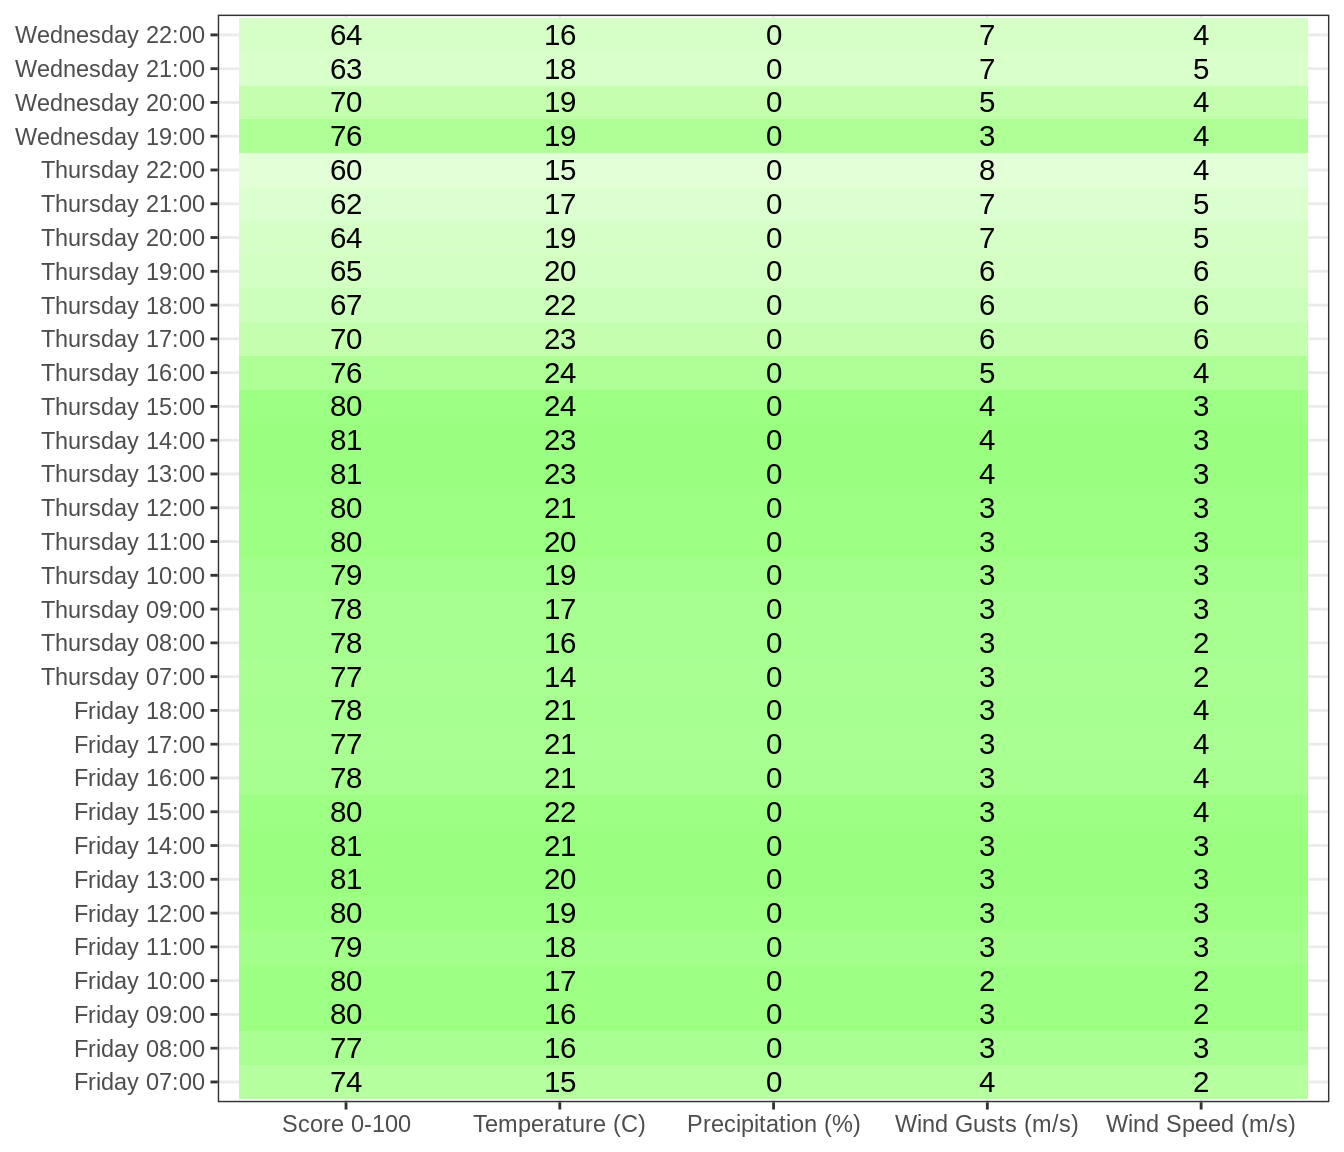 Wednesday 22:00 64 16 0 7 4
Wednesday 21:00 63 18 0 7 5
Wednesday 20:00 70 19 0 5 4
Wednesday 19:00 76 19 0 3 4
Thursday 22:00 60 15 0 8 4
Thursday 21:00 62 17 0 7 5
Thursday 20:00 64 19 0 7 5
Thursday 19:00 65 20 0 6 6
Thursday 18:00 67 22 0 6 6
Thursday 17:00 70 23 0 6 6
Thursday 16:00 76 24 0 5 4
Thursday 15:00 80 24 0 4 3
Thursday 14:00 81 23 0 4 3
Thursday 13:00 81 23 0 4 3
Thursday 12:00 80 21 0 3 3
Thursday 11:00 80 20 0 3 3
Thursday 10:00 79 19 0 3 3
Thursday 09:00 78 17 0 3 3
Thursday 08:00 78 16 0 3 2
Thursday 07:00 77 14 0 3 2
Friday 18:00 78 21 0 3 4
Friday 17:00 77 21 0 3 4
Friday 16:00 78 21 0 3 4
Friday 15:00 80 22 0 3 4
Friday 14:00 81 21 0 3 3
Friday 13:00 81 20 0 3 3
Friday 12:00 80 19 0 3 3
Friday 11:00 79 18 0 3 3
Friday 10:00 80 17 0 2 2
Friday 09:00 80 16 0 3 2
Friday 08:00 77 16 0 3 3
Friday 07:00 74 15 0 4 2
Score 0-100 Temperature (C) Precipitation (%) Wind Gusts (m/s) Wind Speed (m/s)